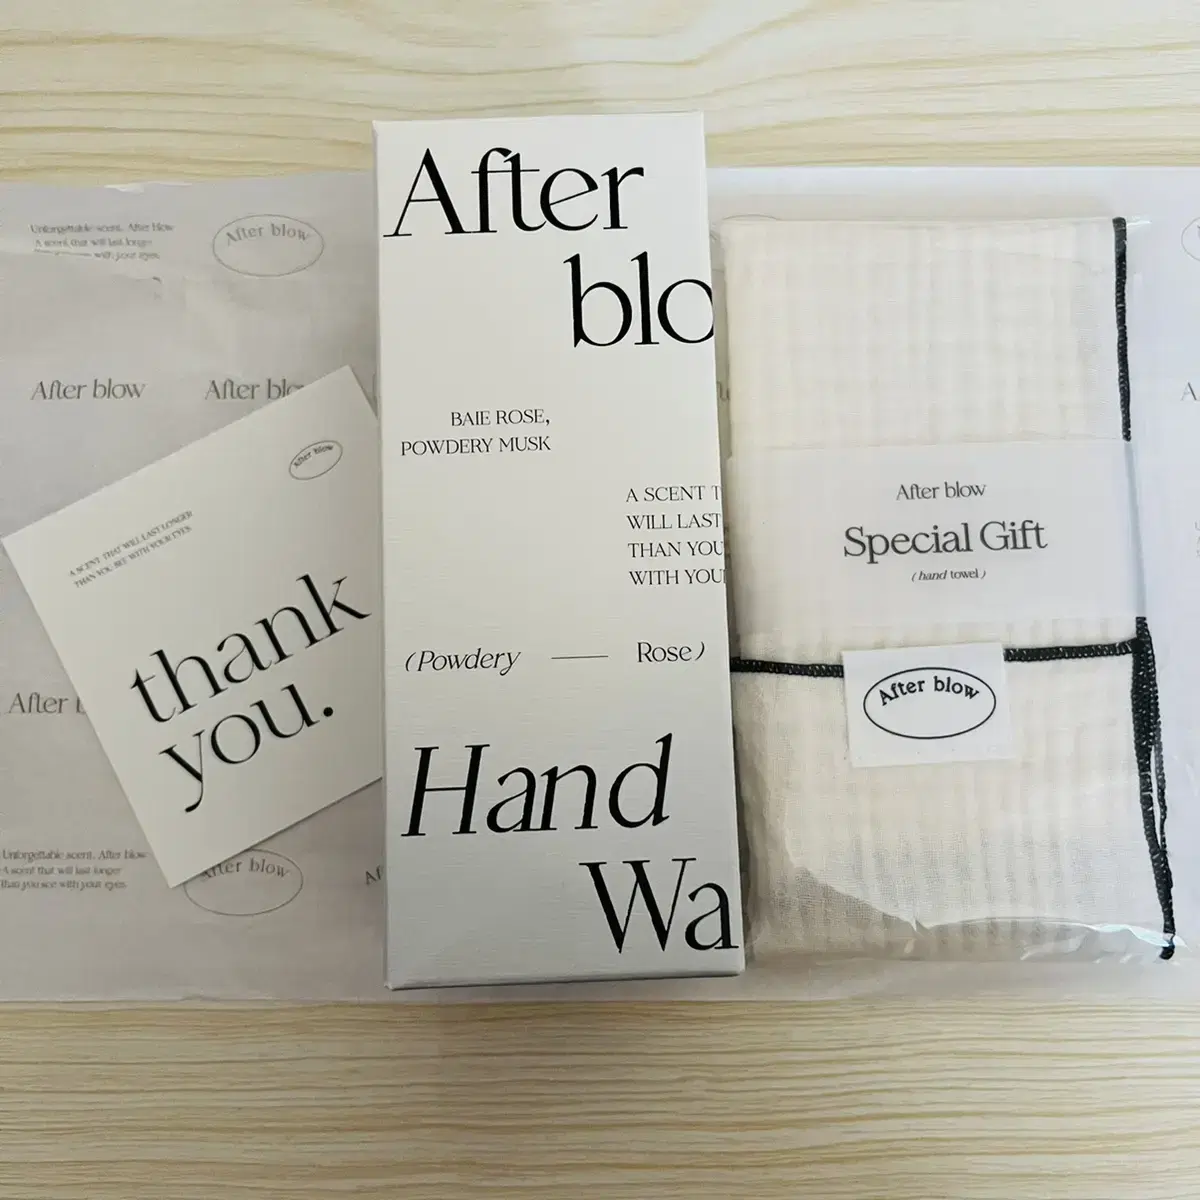 Unforgettable scent. After blow
A scent that will last longer
with your eyes.
After blow
After blow
After blo
After
Unforgettable scent. After blow
A scent that will last longer
Than you see with your eyes
After blow
After blow
A SCENT THAT WILL LAST LONGER
THAN YOU SEE WITH YOUR EYES
thank
you.
After
blo
BAIE ROSE,
POWDERY MUSK
A SCENT T
WILL LAST
THAN YOU
WITH YOU
(Powdery — Rose)
Hand
Wa
After blow
Special Gift
(hand towel)
After blow